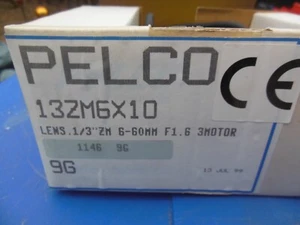 PELCO
CE
13ZM6X10
LENS.1/3"ZM 6-60MM F1.6 3MOTOR
1146 9G
9G